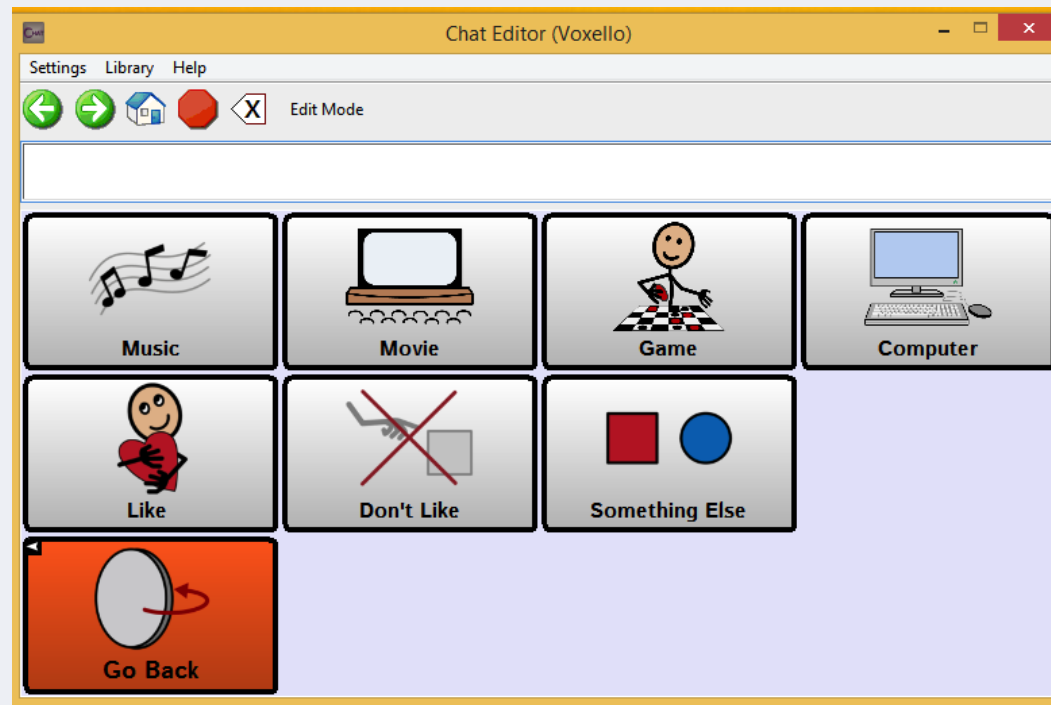 Chat Editor (Voxello)
Settings Library Help
X Edit Mode
Music Movie Game Computer
Like Don't Like Something Else
Go Back